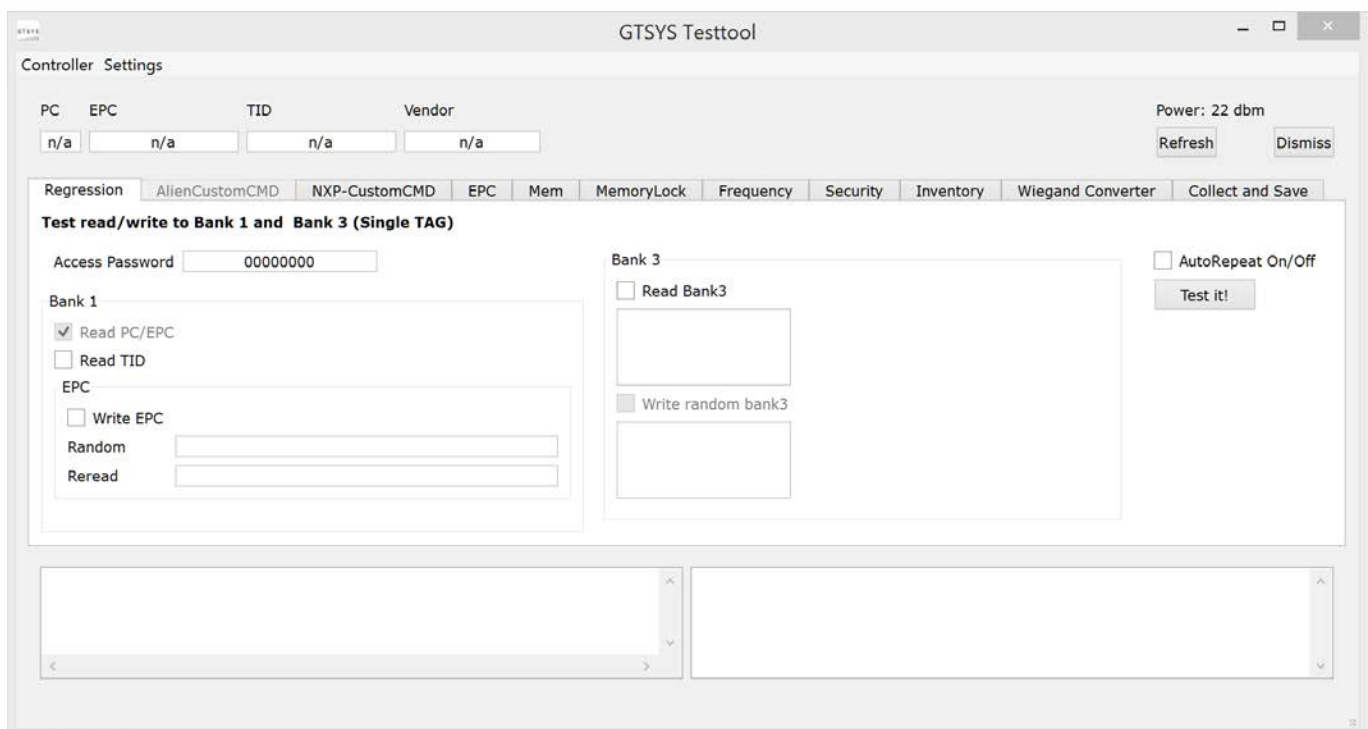 GTSYS
GTSYS Testtool
Controller Settings
PC EPC TID Vendor Power: 22 dbm
n/a n/a n/a n/a Refresh Dismiss
Regression AlienCustomCMD NXP-CustomCMD EPC Mem MemoryLock Frequency Security Inventory Wiegand Converter Collect and Save
Test read/write to Bank 1 and Bank 3 (Single TAG)
Access Password 00000000
Bank 1
Read PC/EPC
Read TID
EPC
Write EPC
Random
Reread
Bank 3
Read Bank3
Write random bank3
AutoRepeat On/Off
Test it!